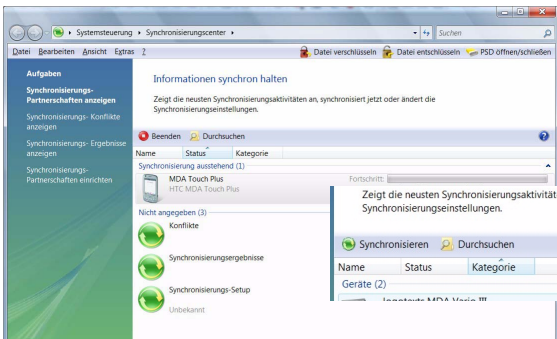 Systemsteuerung ▸ Synchronisierungscenter ▸
Suchen
Datei Bearbeiten Ansicht Extras ?
Datei verschlüsseln Datei entschlüsseln PSD öffnen/schließen
Aufgaben
Synchronisierungs-
Partnerschaften anzeigen
Synchronisierungs- Konflikte
anzeigen
Synchronisierungs- Ergebnisse
anzeigen
Synchronisierungs-
Partnerschaften einrichten
Informationen synchron halten
Zeigt die neusten Synchronisierungsaktivitäten an, synchronisiert jetzt oder ändert die
Synchronisierungseinstellungen.
Beenden Durchsuchen
Name Status Kategorie
Synchronisierung ausstehend (1)
MDA Touch Plus
HTC MDA Touch Plus
Fortschritt:
Nicht angegeben (3)
Konflikte
Synchronisierungsergebnisse
Synchronisierungs-Setup
Unbekannt
Zeigt die neusten Synchronisierungsaktivität
Synchronisierungseinstellungen.
Synchronisieren Durchsuchen
Name Status Kategorie
Geräte (2)
MDA Vario III